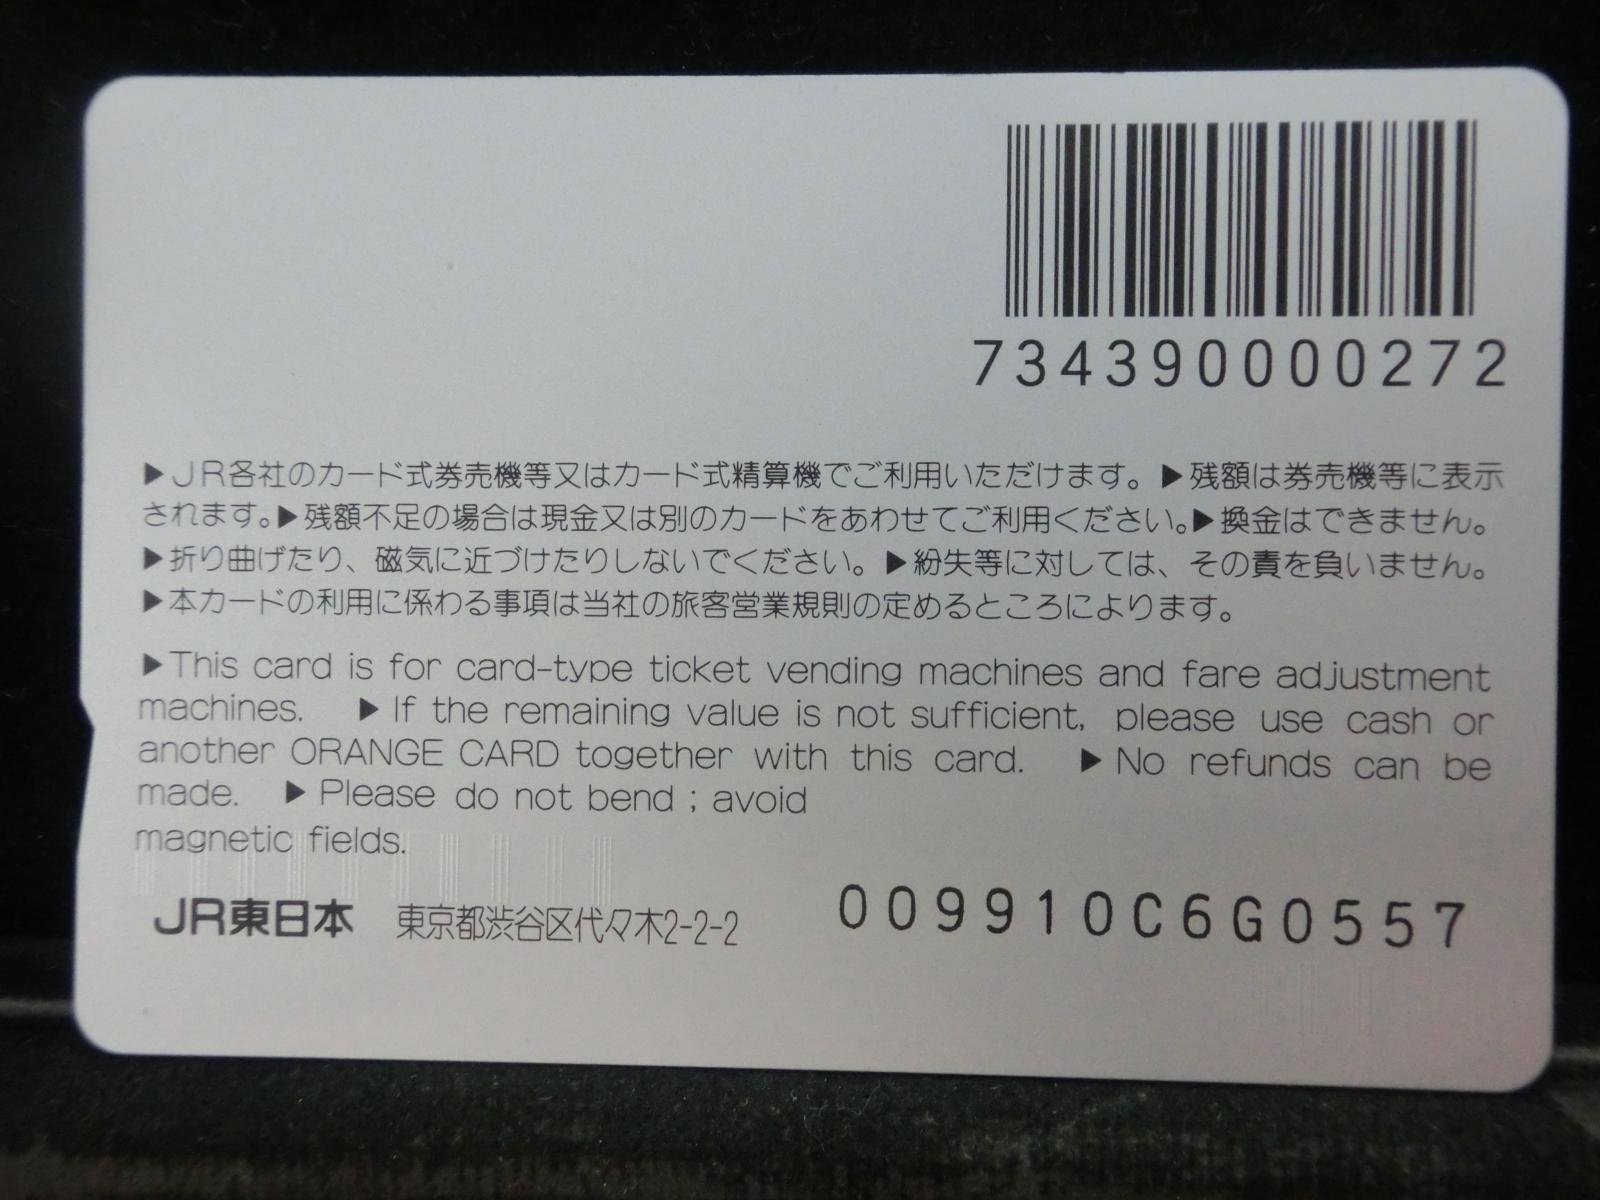 734390000272
▶JR各社のカード式券売機等又はカード式精算機でご利用いただけます。▶残額は券売機等に表示
されます。▶残額不足の場合は現金又は別のカードをあわせてご利用ください。▶換金はできません。
▶折り曲げたり、磁気に近づけたりしないでください。▶紛失等に対しては、その責を負いません。
▶本カードの利用に係わる事項は当社の旅客営業規則の定めるところによります。
▶This card is for card-type ticket vending machines and fare adjustment
machines. ▶If the remaining value is not sufficient, please use cash or
another ORANGE CARD together with this card. ▶No refunds can be
made. ▶Please do not bend ; avoid
magnetic fields.
JR東日本 東京都渋谷区代々木2-2-2 009910C6G0557